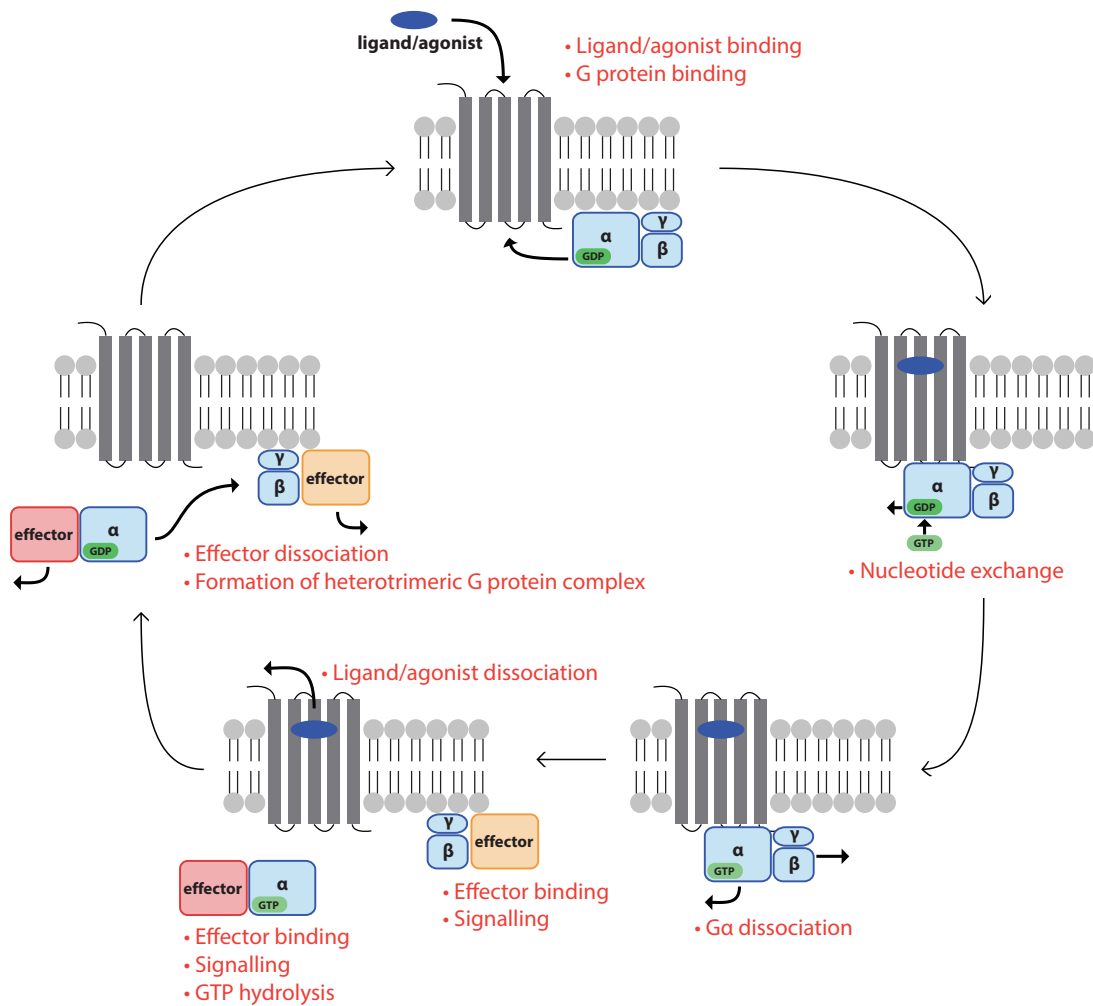 ligand/agonist
• Ligand/agonist binding
• G protein binding
α
GDP
γ
β
α
GDP
γ
β
GTP
• Nucleotide exchange
α
GTP
γ
β
• Gα dissociation
• Ligand/agonist dissociation
γ
β
effector
• Effector binding
• Signalling
effector
α
GTP
• Effector binding
• Signalling
• GTP hydrolysis
γ
β
effector
effector
α
GDP
• Effector dissociation
• Formation of heterotrimeric G protein complex